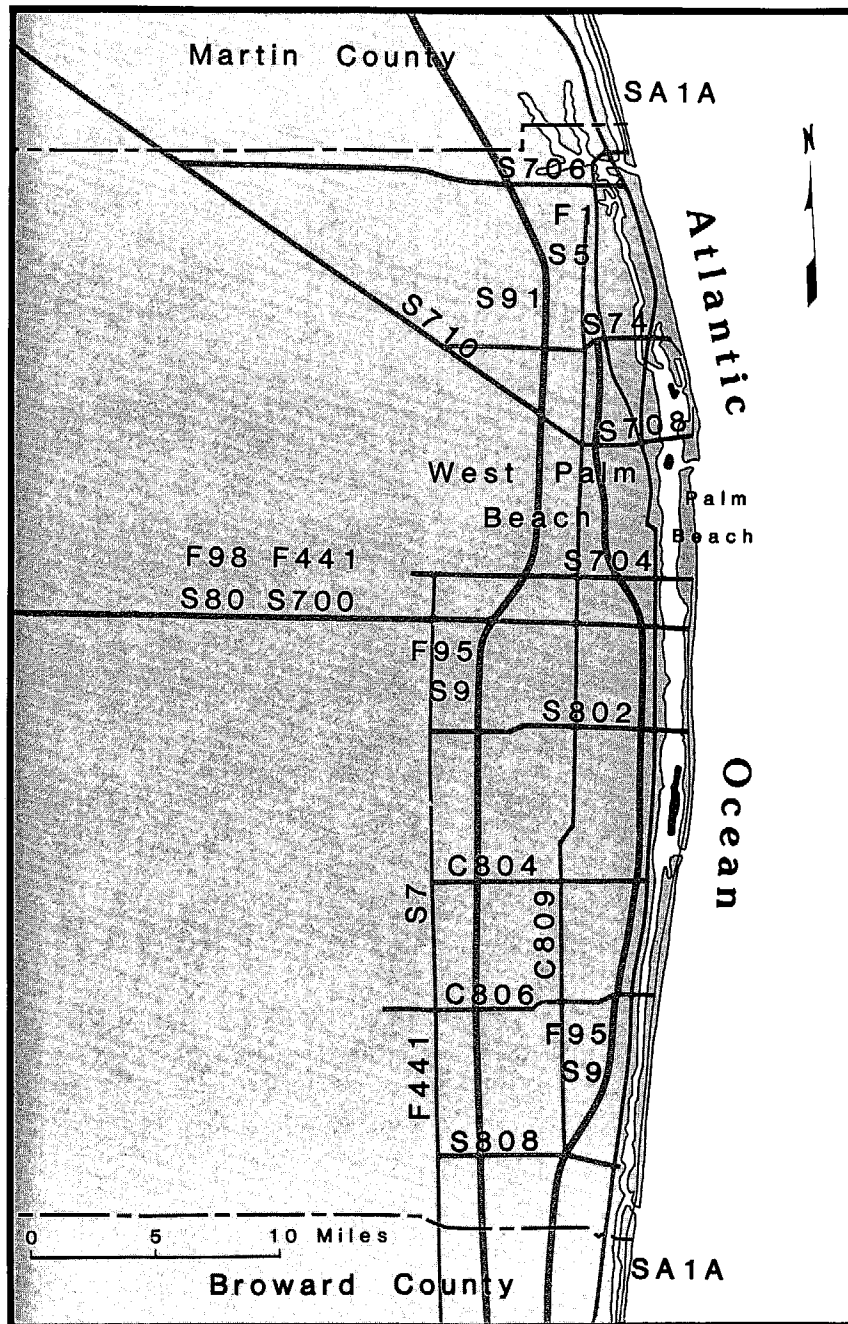 Martin County
SA1A
N
S706
F1
S5
S91
Atlantic
S710
S74
S708
West Palm
Beach
Palm
Beach
F98 F441
S704
S80 S700
F95
S9
S802
Ocean
C804
S7
C809
C806
F95
S9
F441
S808
0 5 10 Miles
SA1A
Broward County